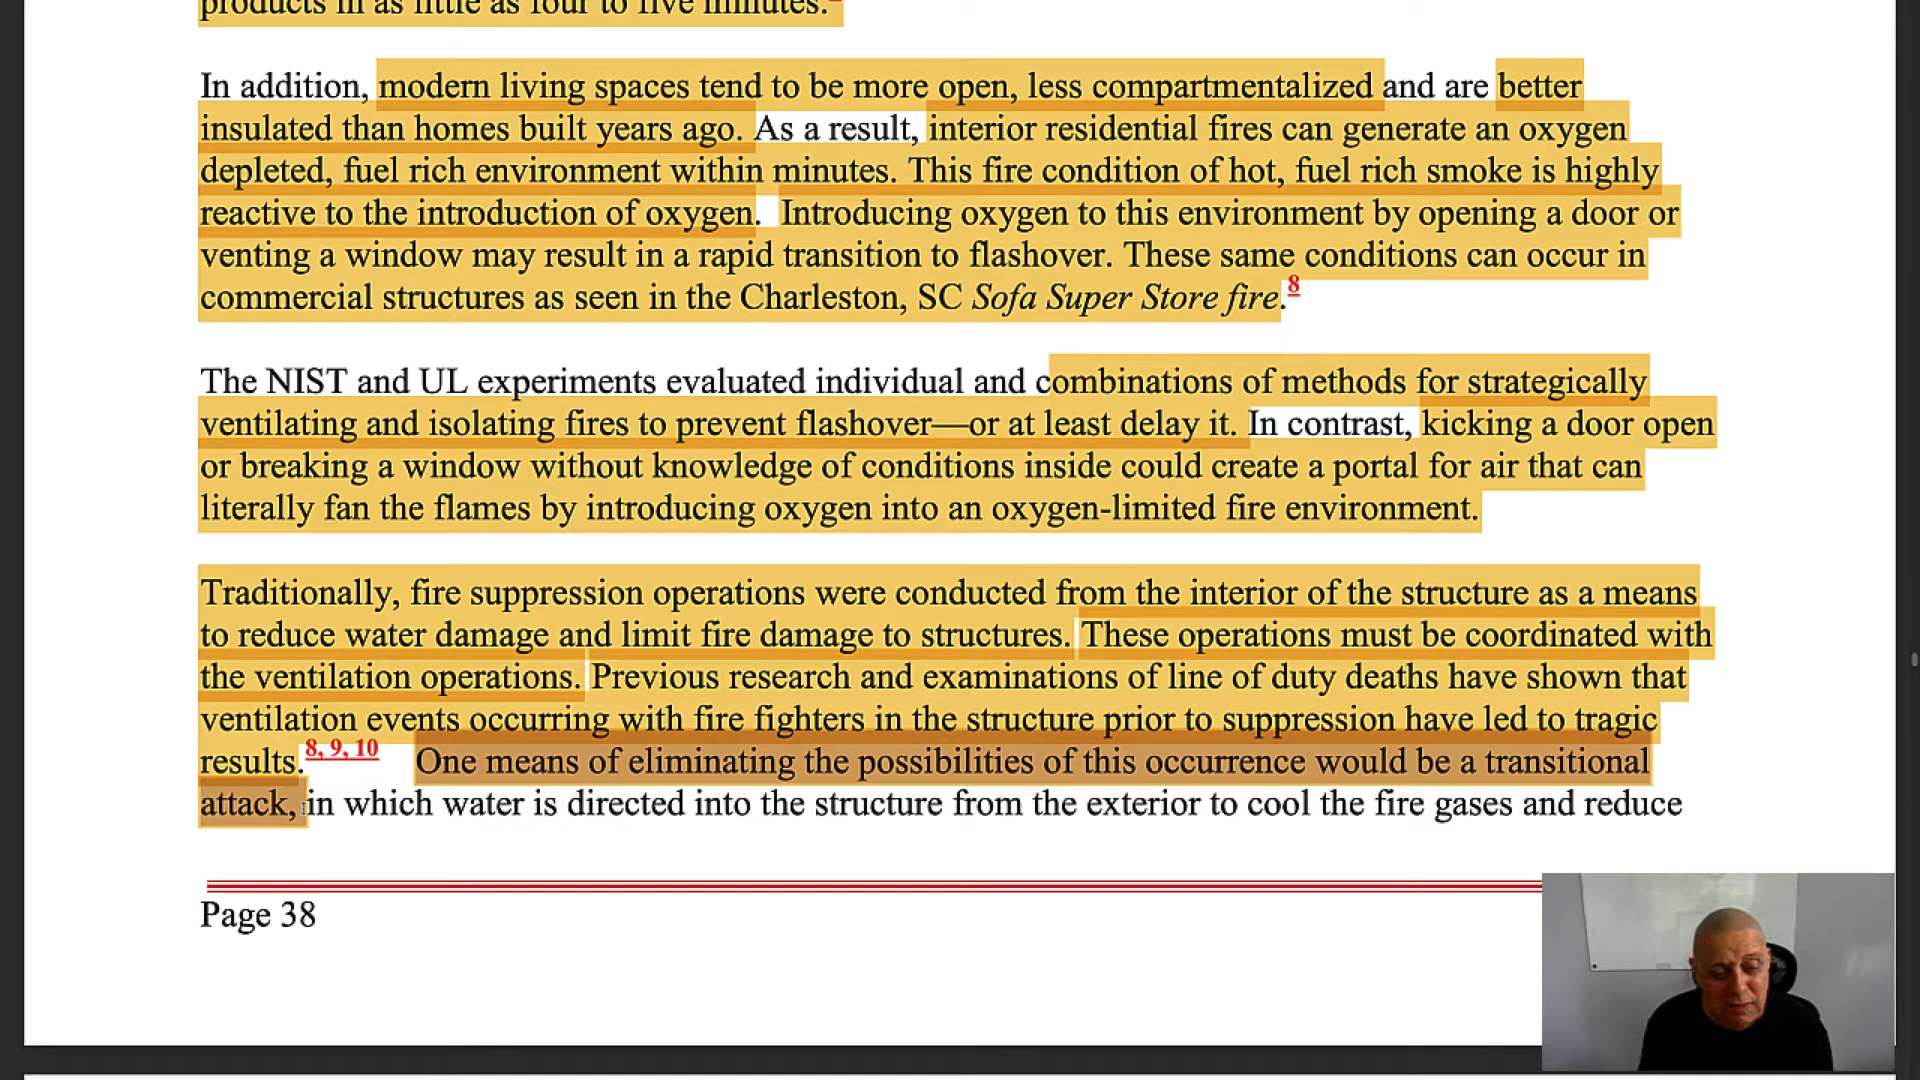 products in as little as four to five minutes.
In addition, modern living spaces tend to be more open, less compartmentalized and are better
insulated than homes built years ago. As a result, interior residential fires can generate an oxygen
depleted, fuel rich environment within minutes. This fire condition of hot, fuel rich smoke is highly
reactive to the introduction of oxygen. Introducing oxygen to this environment by opening a door or
venting a window may result in a rapid transition to flashover. These same conditions can occur in
commercial structures as seen in the Charleston, SC Sofa Super Store fire.8
The NIST and UL experiments evaluated individual and combinations of methods for strategically
ventilating and isolating fires to prevent flashover—or at least delay it. In contrast, kicking a door open
or breaking a window without knowledge of conditions inside could create a portal for air that can
literally fan the flames by introducing oxygen into an oxygen-limited fire environment.
Traditionally, fire suppression operations were conducted from the interior of the structure as a means
to reduce water damage and limit fire damage to structures. These operations must be coordinated with
the ventilation operations. Previous research and examinations of line of duty deaths have shown that
ventilation events occurring with fire fighters in the structure prior to suppression have led to tragic
results.8, 9, 10 One means of eliminating the possibilities of this occurrence would be a transitional
attack, in which water is directed into the structure from the exterior to cool the fire gases and reduce
Page 38